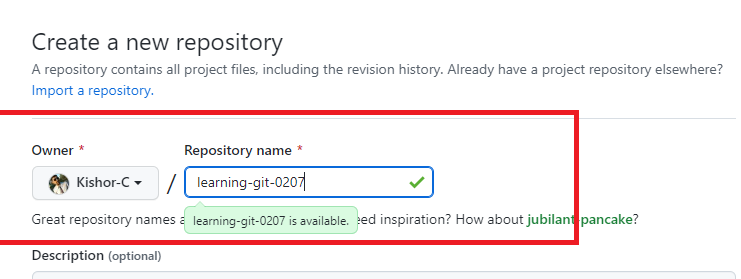 Create a new repository
A repository contains all project files, including the revision history. Already have a project repository elsewhere?
Import a repository.
Owner * Repository name *
Kishor-C / learning-git-0207
Great repository names a eed inspiration? How about jubilant-pancake?
learning-git-0207 is available.
Description (optional)